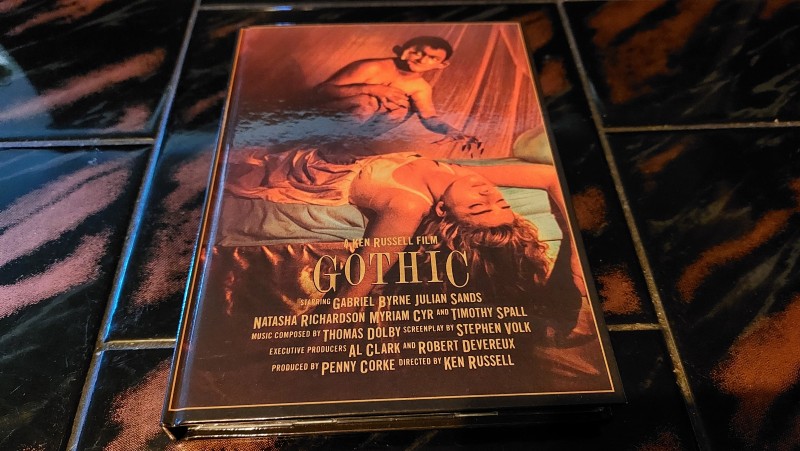 A KEN RUSSELL FILM
GOTHIC
STARRING GABRIEL BYRNE JULIAN SANDS
NATASHA RICHARDSON MYRIAM CYR AND TIMOTHY SPALL
MUSIC COMPOSED BY THOMAS DOLBY SCREENPLAY BY STEPHEN VOLK
EXECUTIVE PRODUCERS AL CLARK AND ROBERT DEVEREUX
PRODUCED BY PENNY CORKE DIRECTED BY KEN RUSSELL